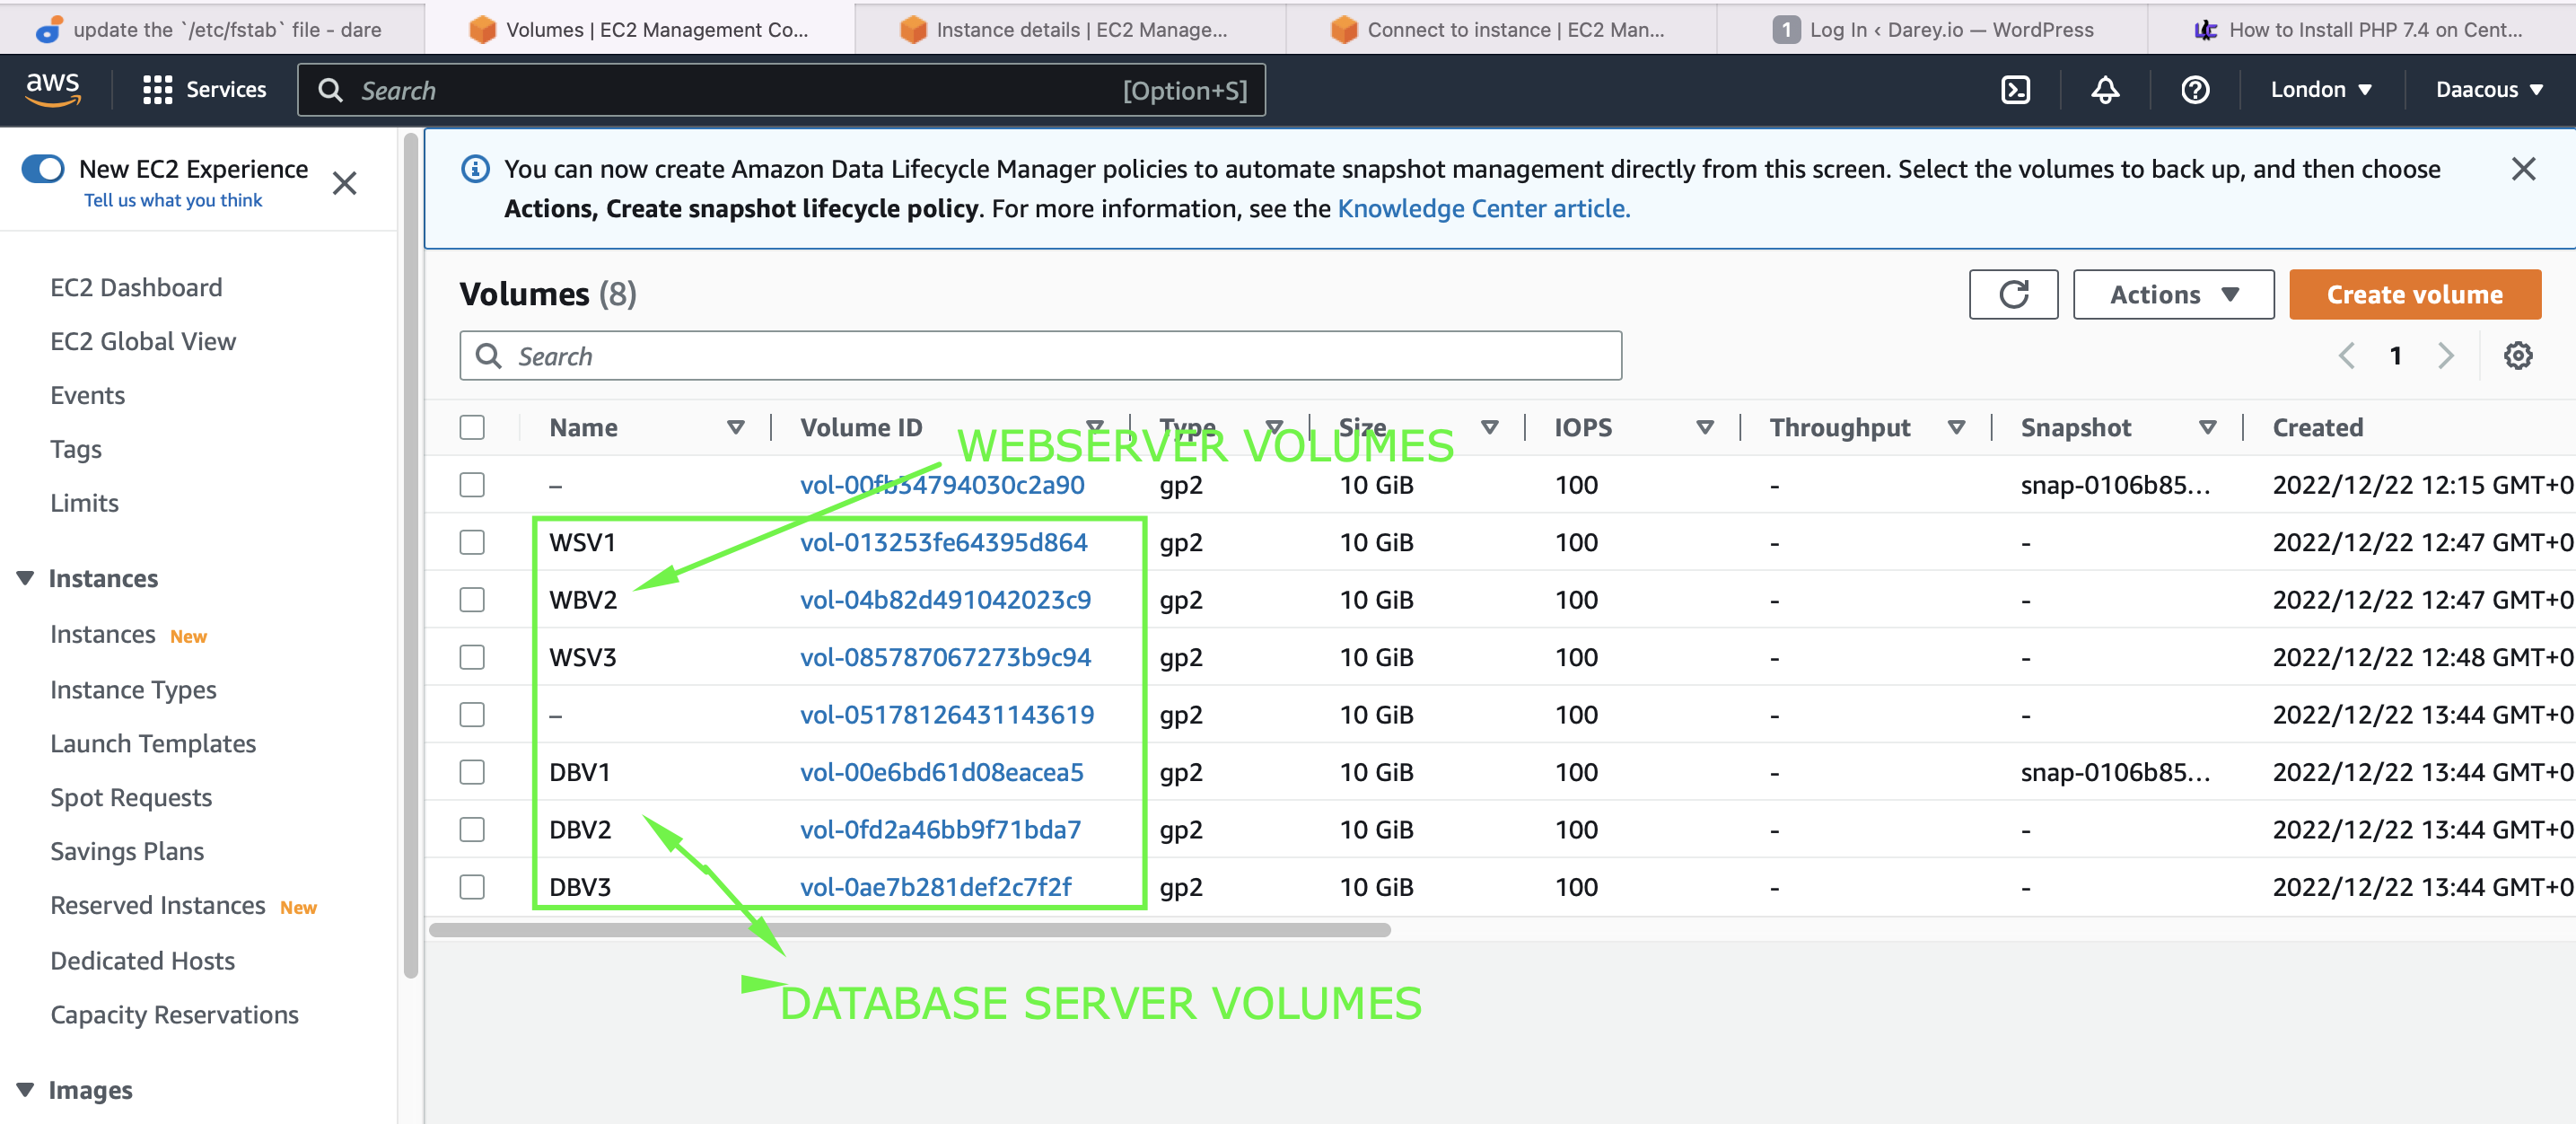 update the `/etc/fstab` file - dare
Volumes | EC2 Management Co...
Instance details | EC2 Manage...
Connect to instance | EC2 Man...
1 Log In ‹ Darey.io — WordPress
How to Install PHP 7.4 on Cent...
aws
Services
Search
[Option+S]
London
Daacous
New EC2 Experience
Tell us what you think
You can now create Amazon Data Lifecycle Manager policies to automate snapshot management directly from this screen. Select the volumes to back up, and then choose
Actions, Create snapshot lifecycle policy. For more information, see the Knowledge Center article.
EC2 Dashboard
EC2 Global View
Events
Tags
Limits
Instances
Instances New
Instance Types
Launch Templates
Spot Requests
Savings Plans
Reserved Instances New
Dedicated Hosts
Capacity Reservations
Images
Volumes (8)
Actions
Create volume
Search
1
Name Volume ID Type Size IOPS Throughput Snapshot Created
WEBSERVER VOLUMES
– vol-00fb34794030c2a90 gp2 10 GiB 100 - snap-0106b85... 2022/12/22 12:15 GMT+0
WSV1 vol-013253fe64395d864 gp2 10 GiB 100 - - 2022/12/22 12:47 GMT+0
WBV2 vol-04b82d491042023c9 gp2 10 GiB 100 - - 2022/12/22 12:47 GMT+0
WSV3 vol-085787067273b9c94 gp2 10 GiB 100 - - 2022/12/22 12:48 GMT+0
– vol-05178126431143619 gp2 10 GiB 100 - - 2022/12/22 13:44 GMT+0
DBV1 vol-00e6bd61d08eacea5 gp2 10 GiB 100 - snap-0106b85... 2022/12/22 13:44 GMT+0
DBV2 vol-0fd2a46bb9f71bda7 gp2 10 GiB 100 - - 2022/12/22 13:44 GMT+0
DBV3 vol-0ae7b281def2c7f2f gp2 10 GiB 100 - - 2022/12/22 13:44 GMT+0
DATABASE SERVER VOLUMES